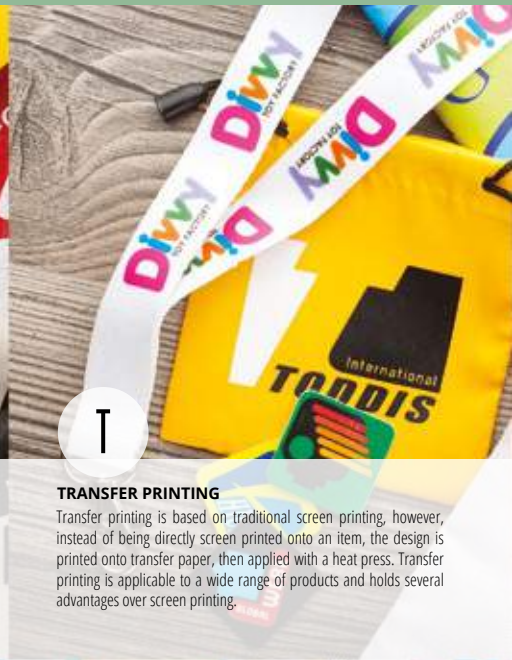 Divvy
TOY FACTORY
Divvy
TOY FACTORY
Divvy
TOY FACTORY
International
TODDIS
T
TRANSFER PRINTING
Transfer printing is based on traditional screen printing, however,
instead of being directly screen printed onto an item, the design is
printed onto transfer paper, then applied with a heat press. Transfer
printing is applicable to a wide range of products and holds several
advantages over screen printing.
GLOBAL